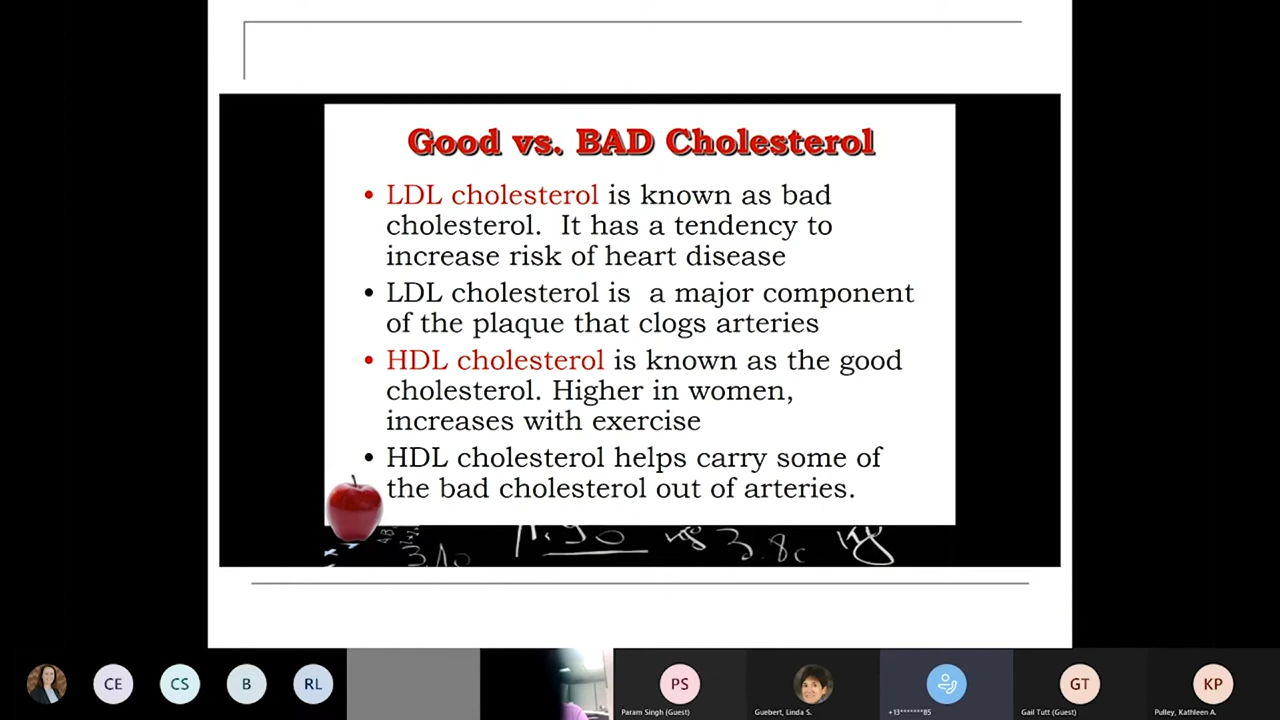 Good vs. BAD Cholesterol
• LDL cholesterol is known as bad
cholesterol.  It has a tendency to
increase risk of heart disease
• LDL cholesterol is  a major component
of the plaque that clogs arteries
• HDL cholesterol is known as the good
cholesterol. Higher in women,
increases with exercise
• HDL cholesterol helps carry some of
the bad cholesterol out of arteries.
CE
CS
B
RL
PS
GT
KP
Param Singh (Guest)
Guebert, Linda S.
+13*******85
Gail Tutt (Guest)
Pulley, Kathleen A.